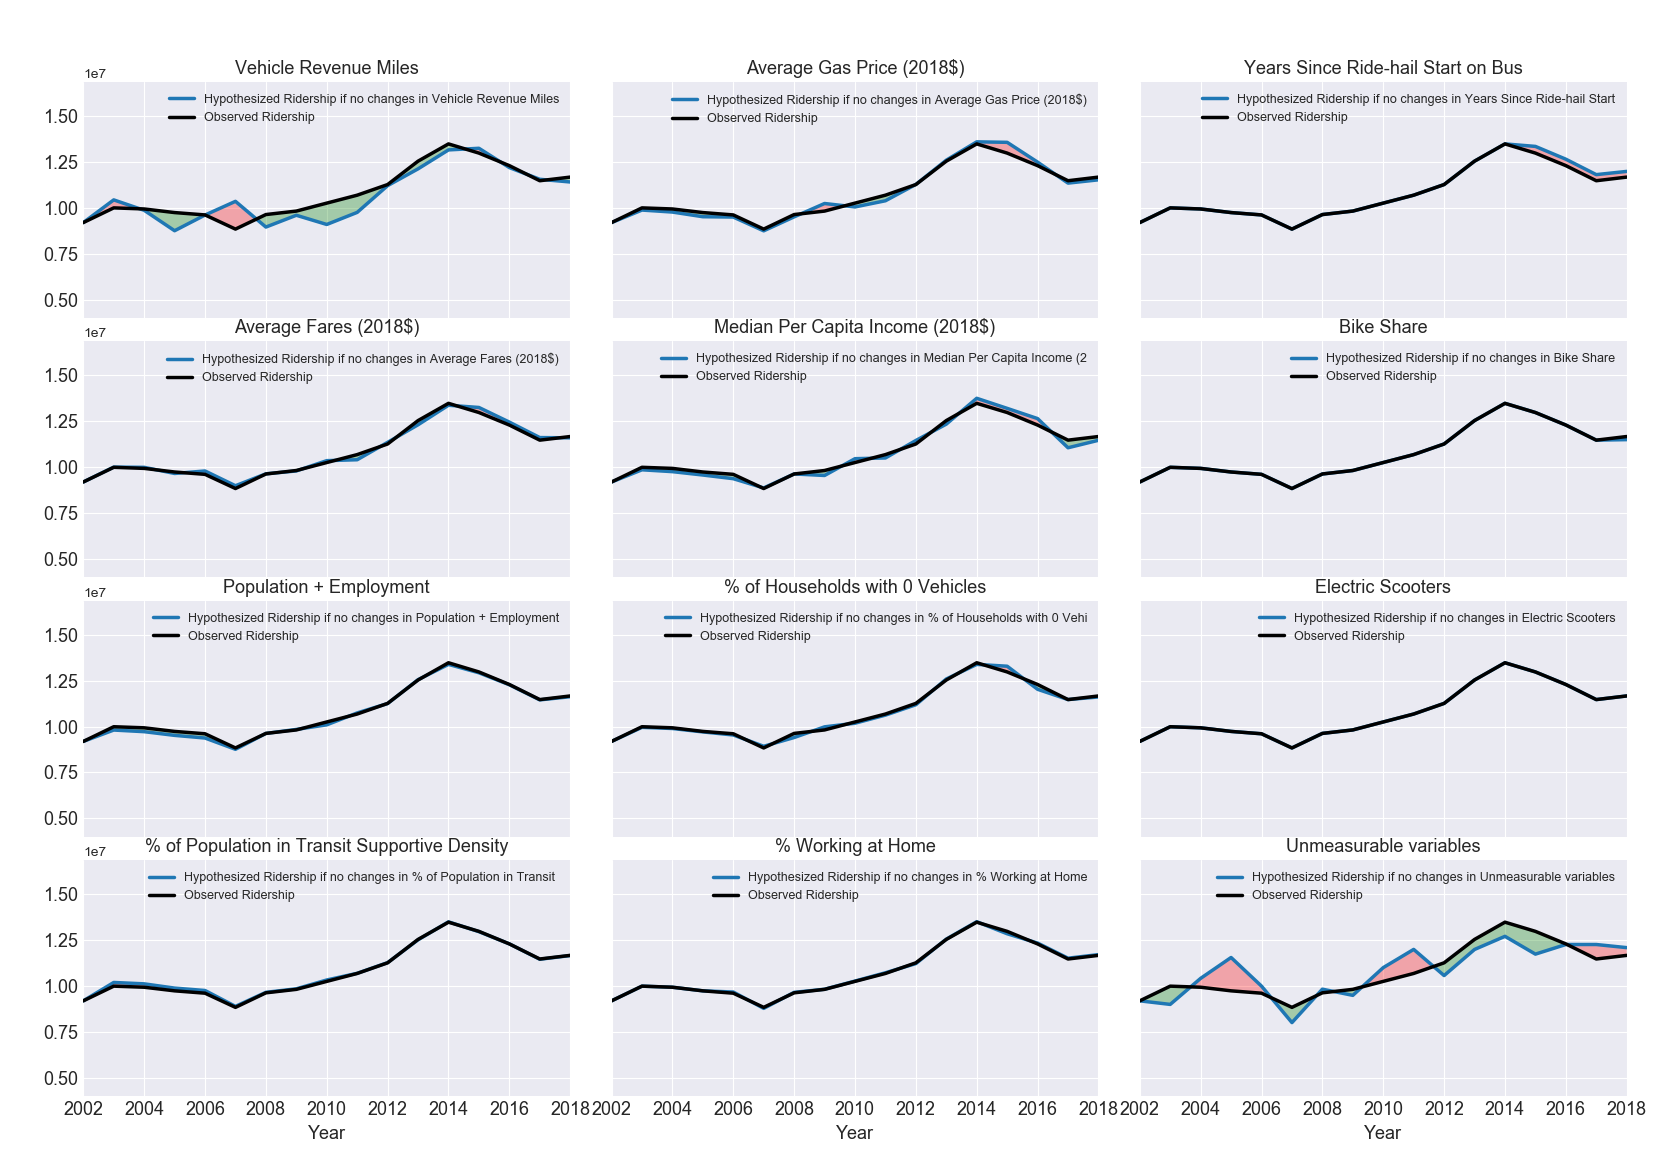 Vehicle Revenue Miles
1e7
Hypothesized Ridership if no changes in Vehicle Revenue Miles
Observed Ridership
1.50
1.25
1.00
0.75
0.50
Average Gas Price (2018$)
Hypothesized Ridership if no changes in Average Gas Price (2018$)
Observed Ridership
Years Since Ride-hail Start on Bus
Hypothesized Ridership if no changes in Years Since Ride-hail Start
Observed Ridership
Average Fares (2018$)
1e7
Hypothesized Ridership if no changes in Average Fares (2018$)
Observed Ridership
1.50
1.25
1.00
0.75
0.50
Median Per Capita Income (2018$)
Hypothesized Ridership if no changes in Median Per Capita Income (2
Observed Ridership
Bike Share
Hypothesized Ridership if no changes in Bike Share
Observed Ridership
Population + Employment
1e7
Hypothesized Ridership if no changes in Population + Employment
Observed Ridership
1.50
1.25
1.00
0.75
0.50
% of Households with 0 Vehicles
Hypothesized Ridership if no changes in % of Households with 0 Vehi
Observed Ridership
Electric Scooters
Hypothesized Ridership if no changes in Electric Scooters
Observed Ridership
% of Population in Transit Supportive Density
1e7
Hypothesized Ridership if no changes in % of Population in Transit
Observed Ridership
1.50
1.25
1.00
0.75
0.50
2002 2004 2006 2008 2010 2012 2014 2016 2018
Year
% Working at Home
Hypothesized Ridership if no changes in % Working at Home
Observed Ridership
2002 2004 2006 2008 2010 2012 2014 2016 2018
Year
Unmeasurable variables
Hypothesized Ridership if no changes in Unmeasurable variables
Observed Ridership
2002 2004 2006 2008 2010 2012 2014 2016 2018
Year